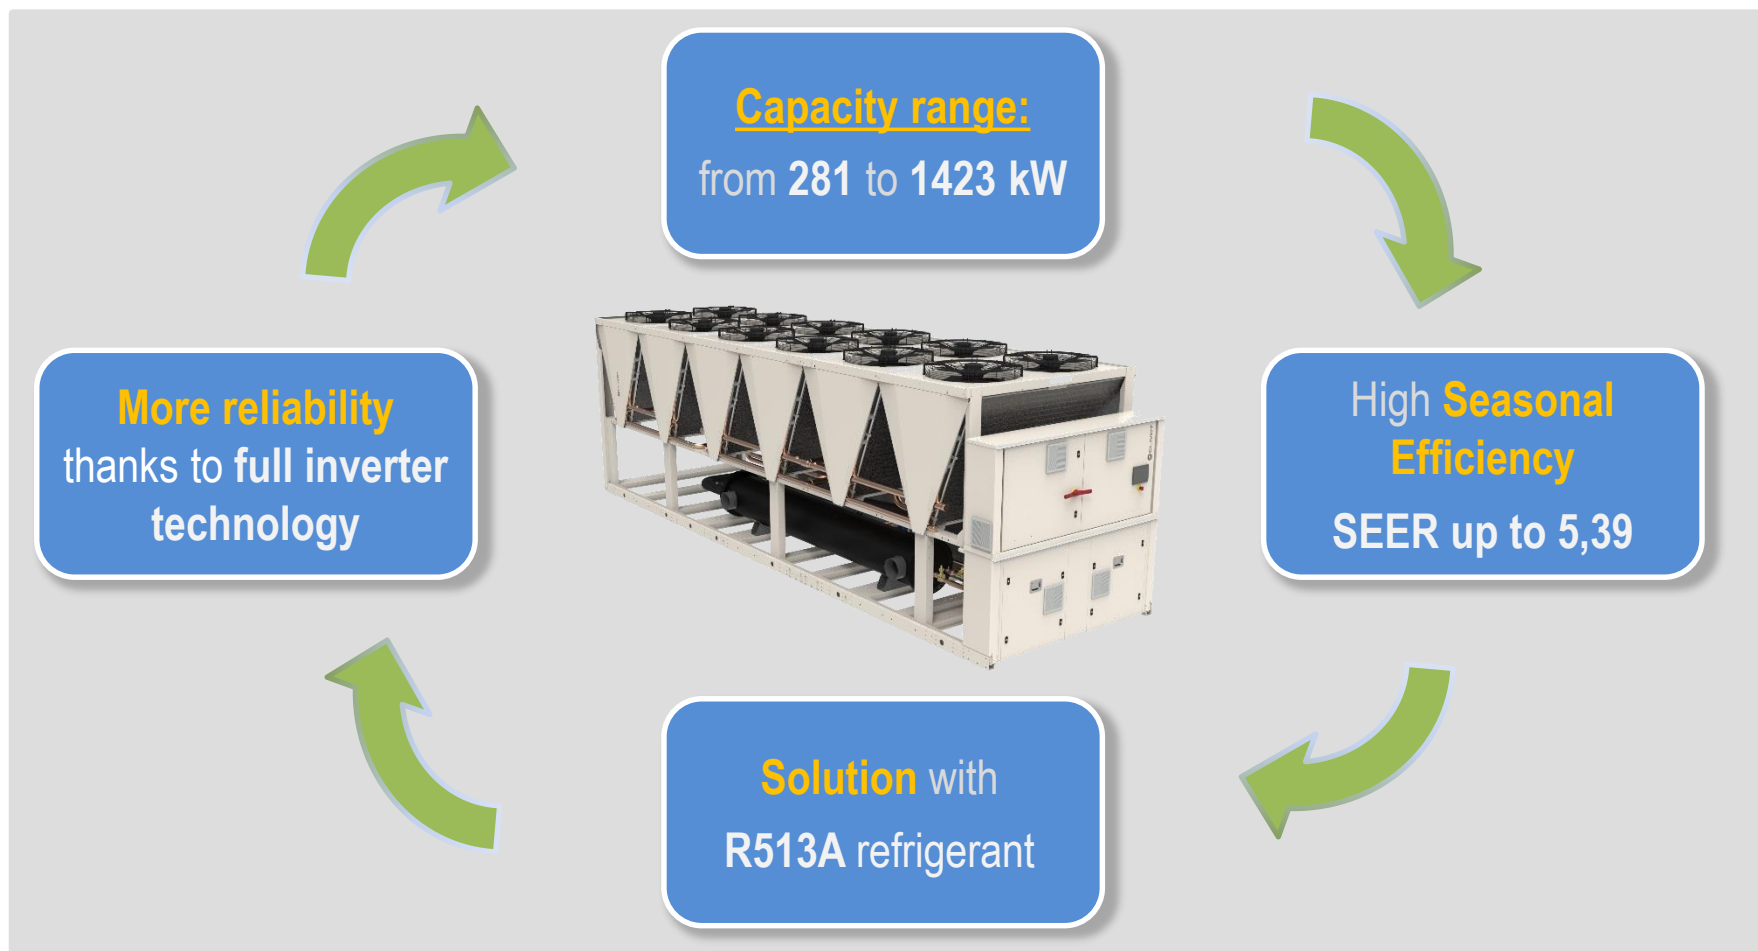 Capacity range:
from 281 to 1423 kW
More reliability
thanks to full inverter
technology
High Seasonal
Efficiency
SEER up to 5,39
Solution with
R513A refrigerant